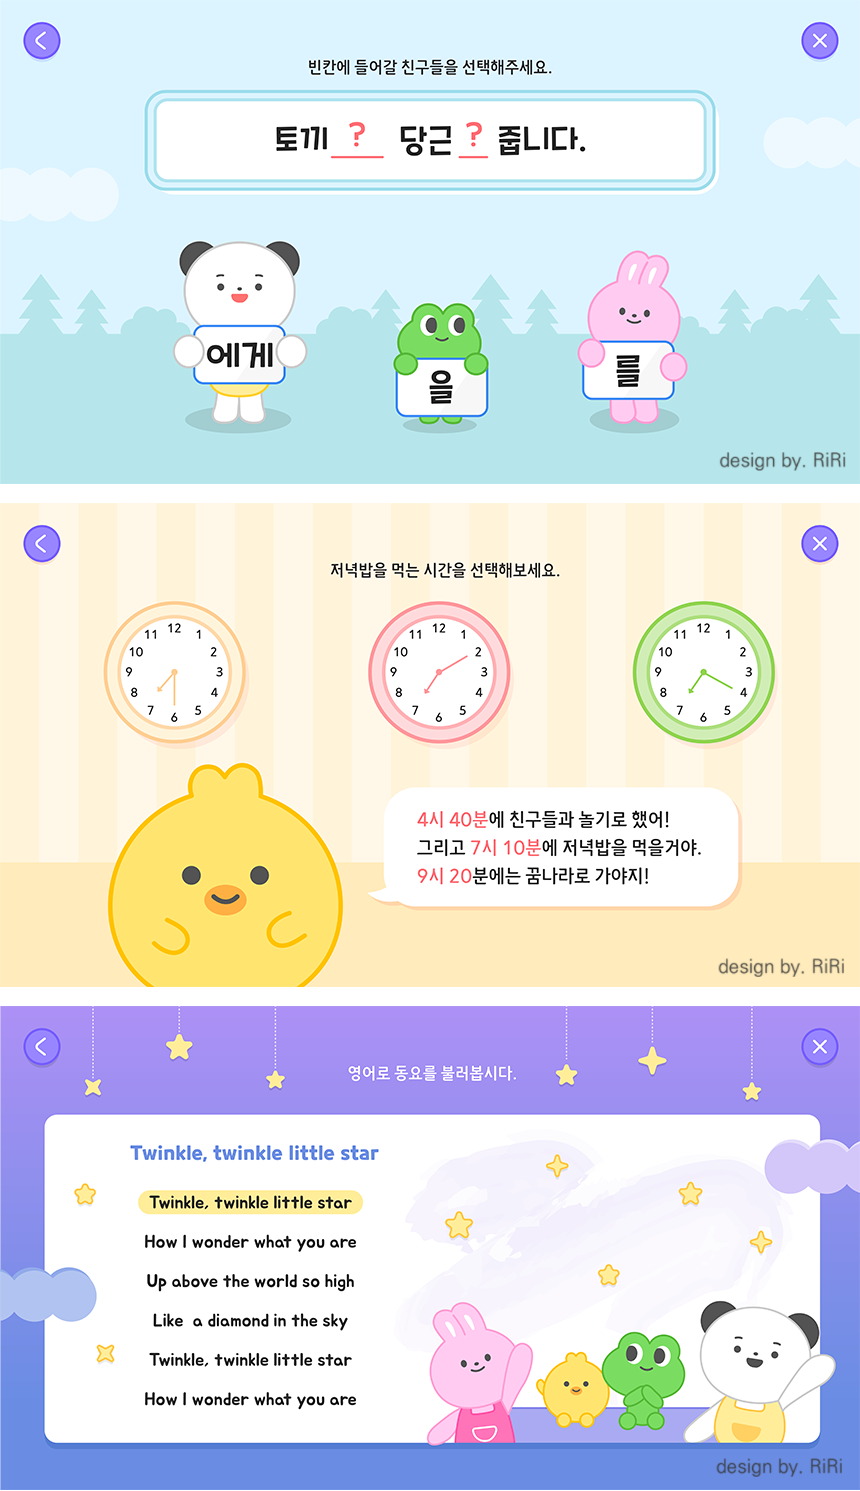 빈칸에 들어갈 친구들을 선택해주세요.
토끼 ? 당근 ? 줍니다.
에게
을
를
design by. RiRi
저녁밥을 먹는 시간을 선택해보세요.
12 1 2 3 4 5 6 7 8 9 10 11
12 1 2 3 4 5 6 7 8 9 10 11
12 1 2 3 4 5 6 7 8 9 10 11
4시 40분에 친구들과 놀기로 했어!
그리고 7시 10분에 저녁밥을 먹을거야.
9시 20분에는 꿈나라로 가야지!
design by. RiRi
영어로 동요를 불러봅시다.
Twinkle, twinkle little star
Twinkle, twinkle little star
How I wonder what you are
Up above the world so high
Like a diamond in the sky
Twinkle, twinkle little star
How I wonder what you are
design by. RiRi